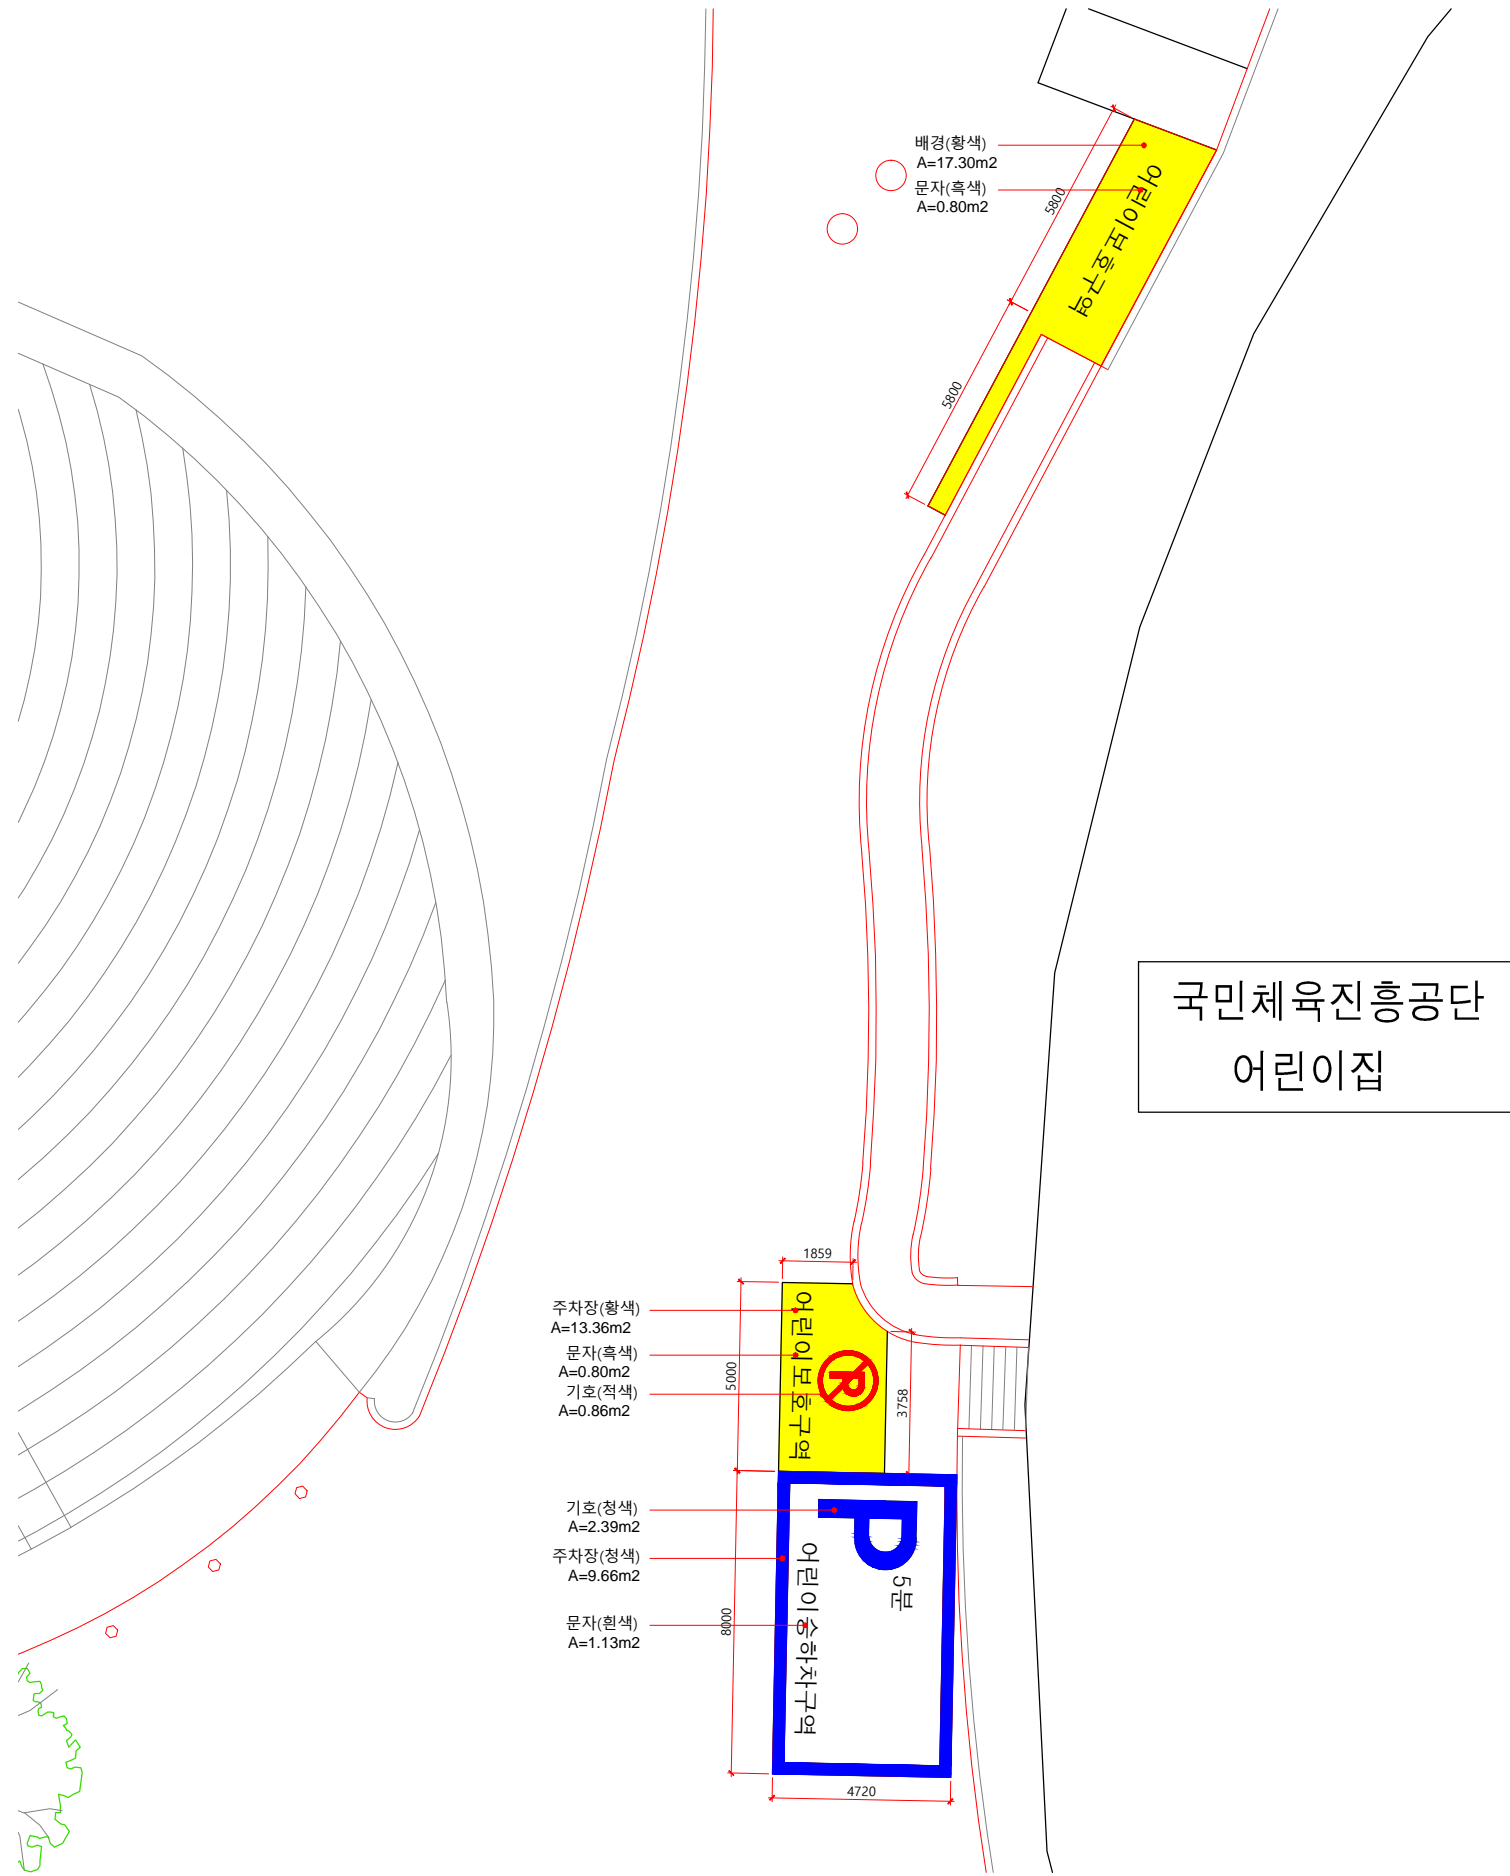 배경(황색)
A=17.30m2
문자(흑색)
A=0.80m2
5800
어린이보호구역
5800
국민체육진흥공단
어린이집
1859
주차장(황색)
A=13.36m2
문자(흑색)
A=0.80m2
기호(적색)
A=0.86m2
5000
어린이보호구역
P
3758
기호(청색)
A=2.39m2
주차장(청색)
A=9.66m2
문자(흰색)
A=1.13m2
8000
P
5분
어린이승하차구역
4720